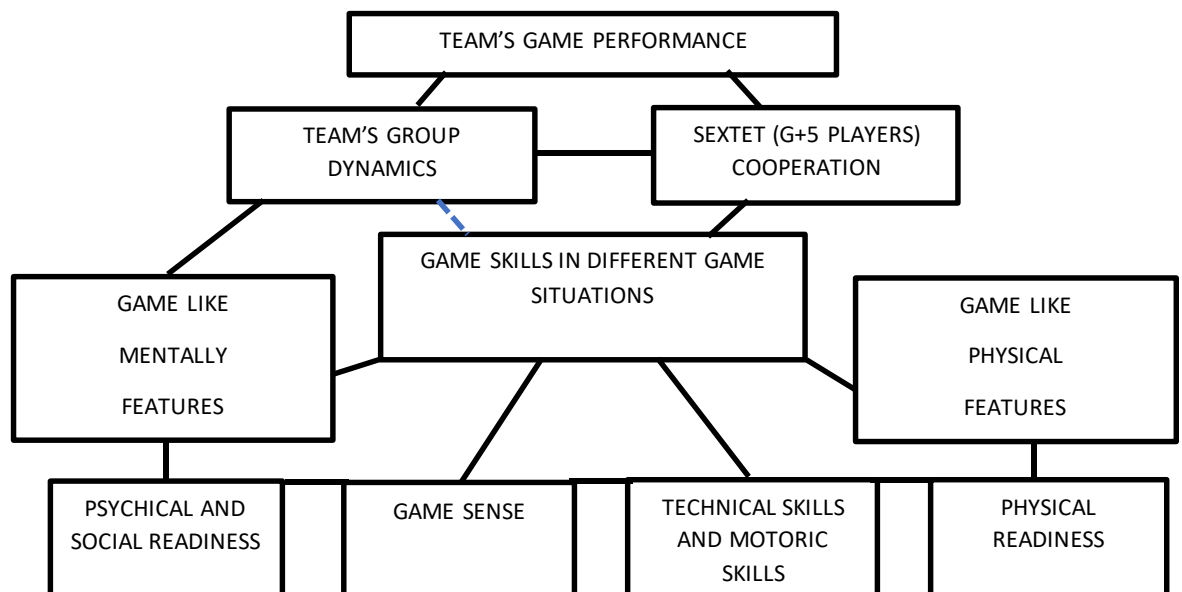 TEAM’S GAME PERFORMANCE
TEAM’S GROUP
DYNAMICS
SEXTET (G+5 PLAYERS)
COOPERATION
GAME SKILLS IN DIFFERENT GAME
SITUATIONS
GAME LIKE
MENTALLY
FEATURES
GAME LIKE
PHYSICAL
FEATURES
PSYCHICAL AND
SOCIAL READINESS
GAME SENSE
TECHNICAL SKILLS
AND MOTORIC
SKILLS
PHYSICAL
READINESS